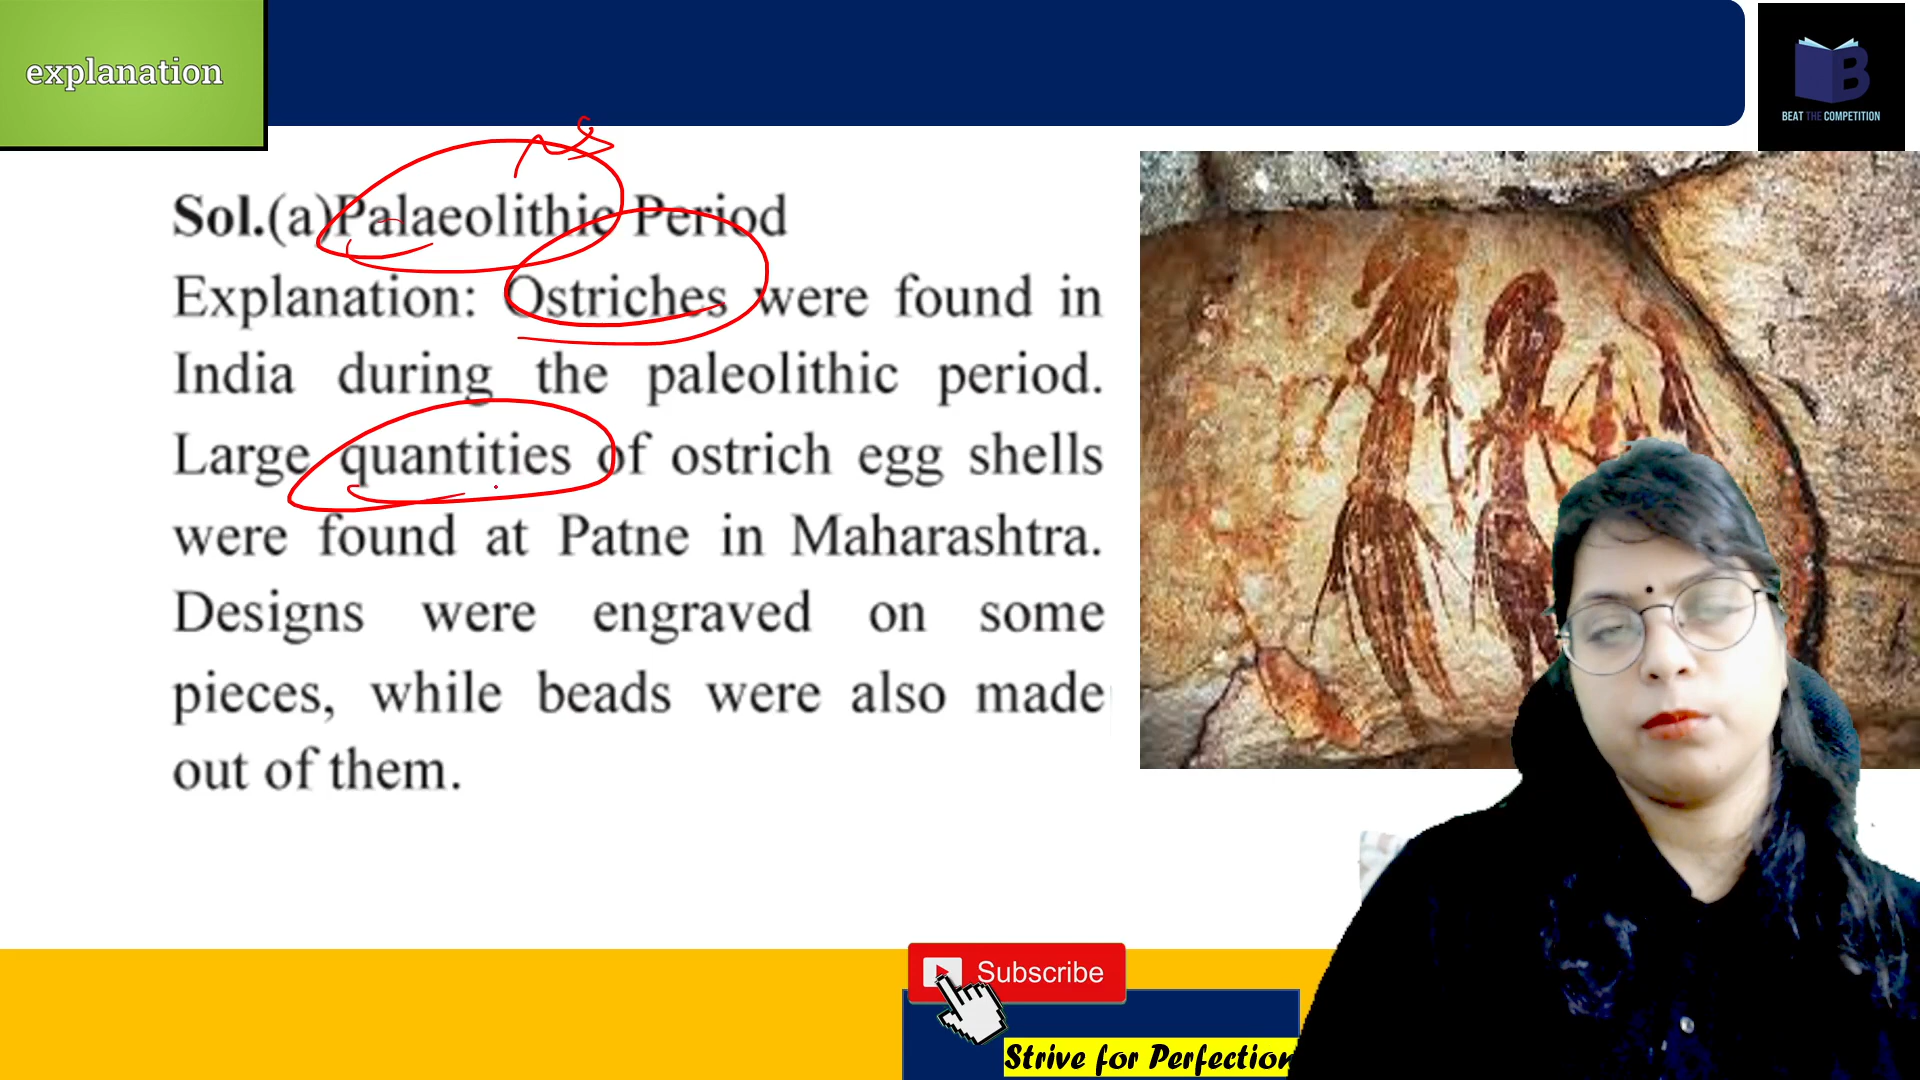 explanation
BEAT THE COMPETITION
Sol.(a)Palaeolithic Period
Explanation: Ostriches were found in
India during the paleolithic period.
Large quantities of ostrich egg shells
were found at Patne in Maharashtra.
Designs were engraved on some
pieces, while beads were also made
out of them.
Subscribe
Strive for Perfection